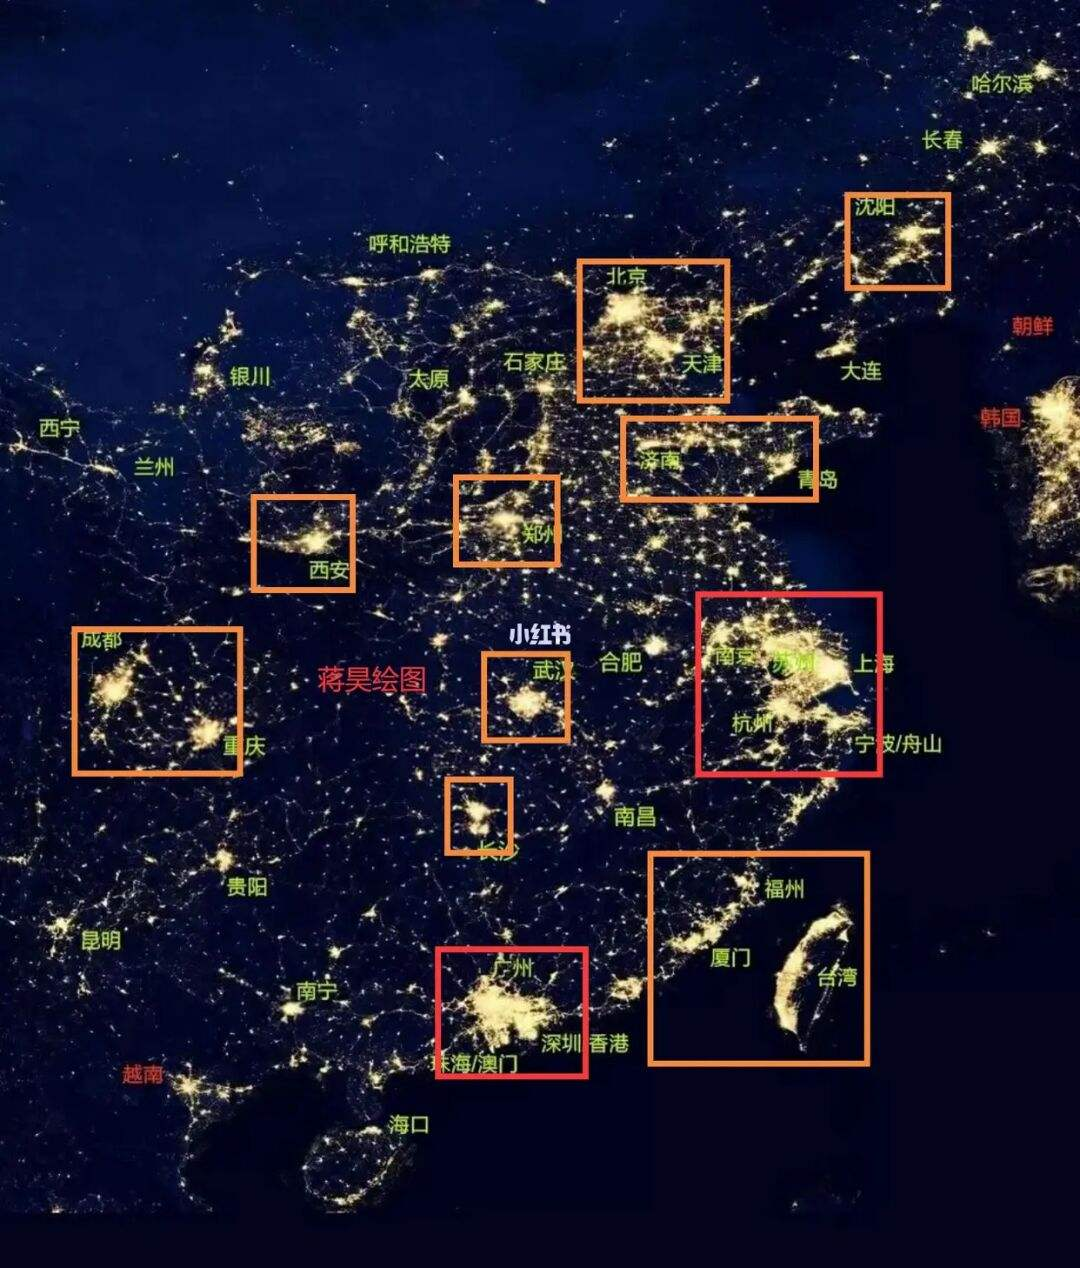 哈尔滨
长春
沈阳
呼和浩特
北京
朝鲜
石家庄
天津
大连
银川
太原
韩国
西宁
兰州
济南
青岛
郑州
西安
小红书
成都
武汉
合肥
南京
苏州
上海
蒋昊绘图
杭州
重庆
宁波/舟山
南昌
长沙
贵阳
福州
昆明
厦门
广州
台湾
南宁
深圳
香港
珠海/澳门
越南
海口